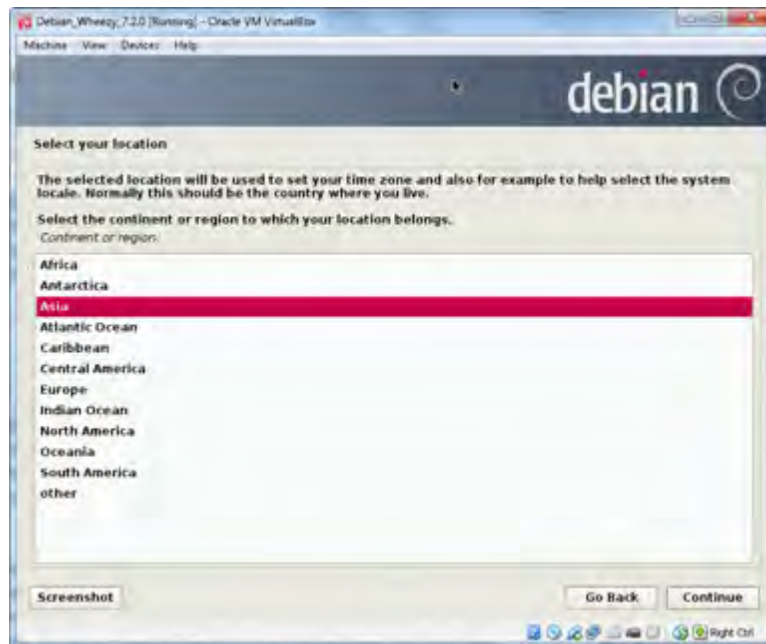 Debian_Wheezy_7.2.0 [Running] - Oracle VM VirtualBox
Machine View Devices Help
debian
Select your location
The selected location will be used to set your time zone and also for example to help select the system
locale. Normally this should be the country where you live.
Select the continent or region to which your location belongs.
Continent or region:
Africa
Antarctica
Asia
Atlantic Ocean
Caribbean
Central America
Europe
Indian Ocean
North America
Oceania
South America
other
Screenshot Go Back Continue
Right Ctrl